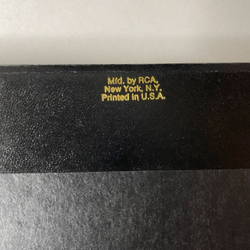 Mfd. by RCA,
New York, N.Y.
Printed in U.S.A.